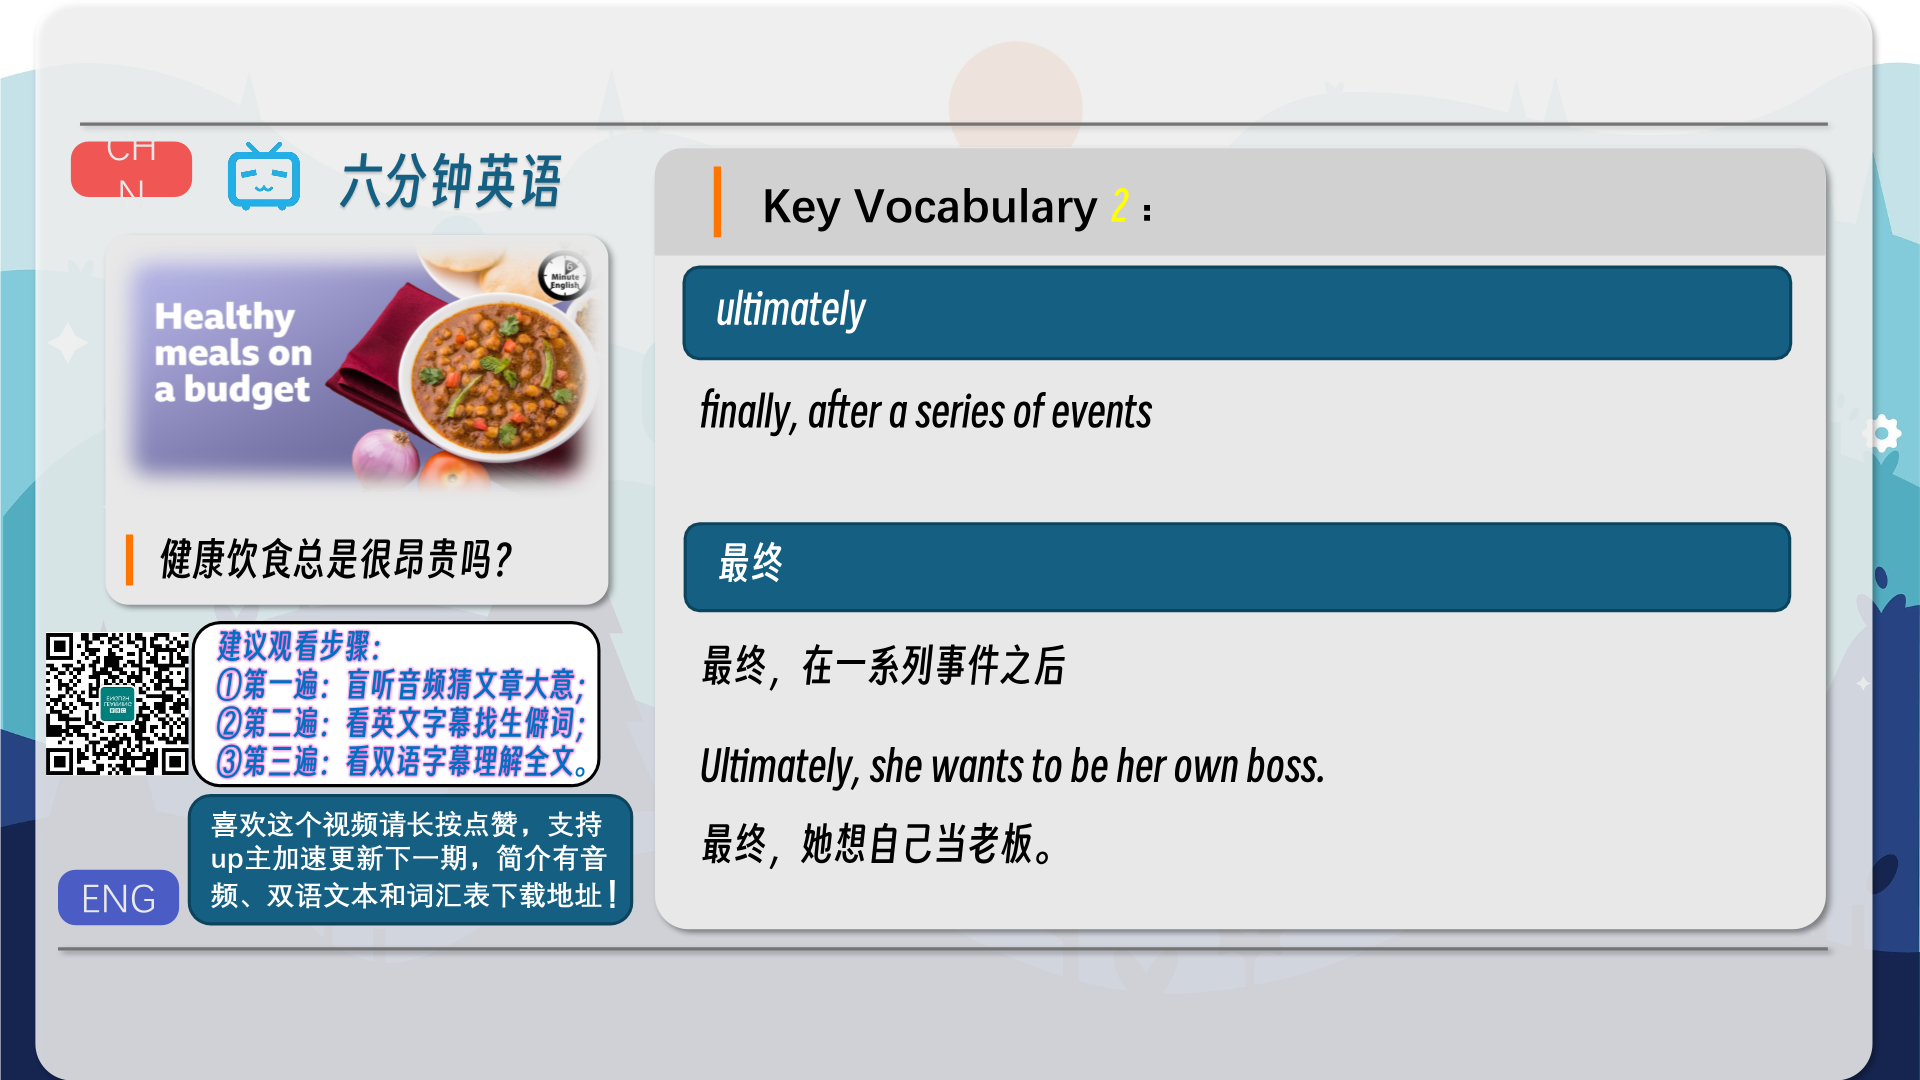 CH
N
六分钟英语
Healthy
meals on
a budget
6
Minute
English
健康饮食总是很昂贵吗?
建议观看步骤:
①第一遍:盲听音频猜文章大意;
②第二遍:看英文字幕找生僻词;
③第三遍:看双语字幕理解全文。
喜欢这个视频请长按点赞,支持
up主加速更新下一期,简介有音
频、双语文本和词汇表下载地址!
ENG
Key Vocabulary 2:
ultimately
finally, after a series of events
最终
最终,在一系列事件之后
Ultimately, she wants to be her own boss.
最终,她想自己当老板。